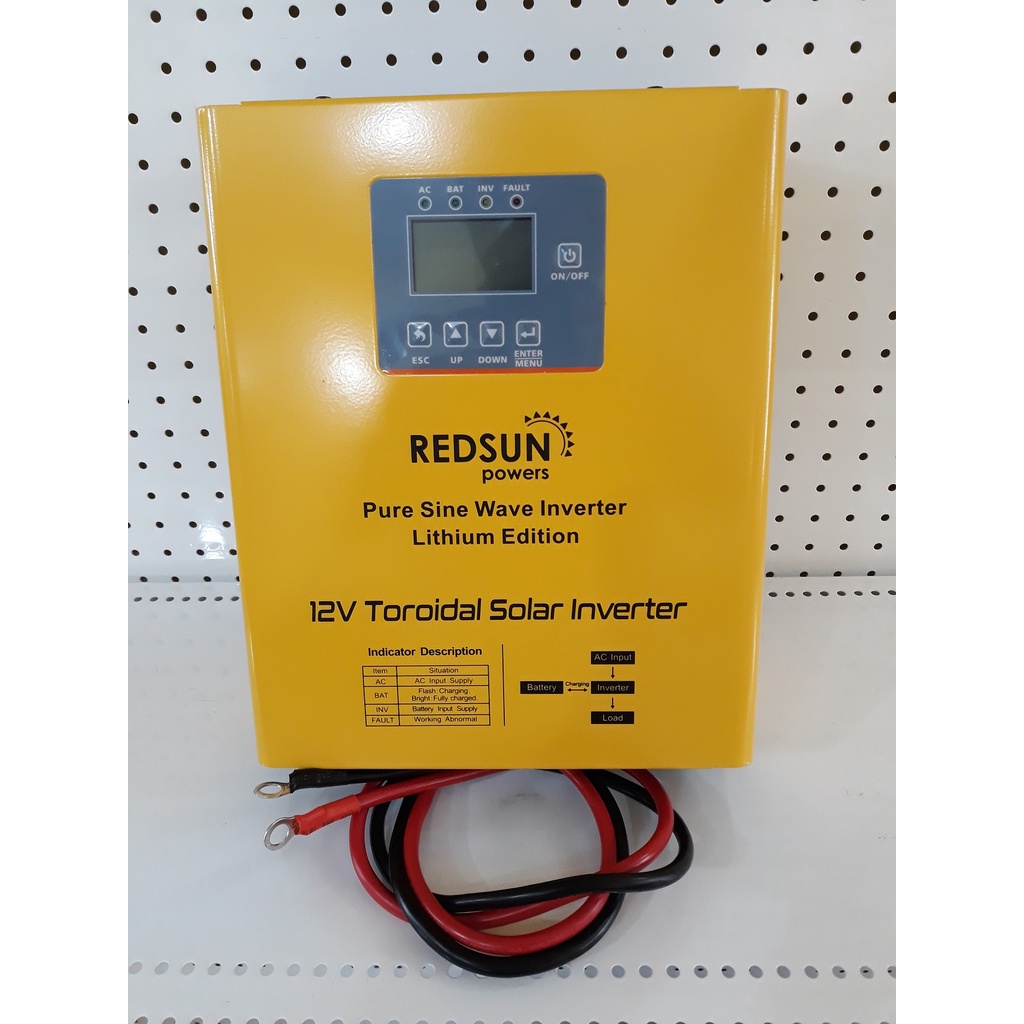 AC BAT INV FAULT
ON/OFF
ESC UP DOWN ENTER
MENU
REDSUN
powers
Pure Sine Wave Inverter
Lithium Edition
12V Toroidal Solar Inverter
Indicator Description
Item Situation
AC AC Input Supply
BAT Flash:Charging;
Bright:Fully charged.
INV Battery Input Supply
FAULT Working Abnormal
AC Input
Battery Charging Inverter
Load